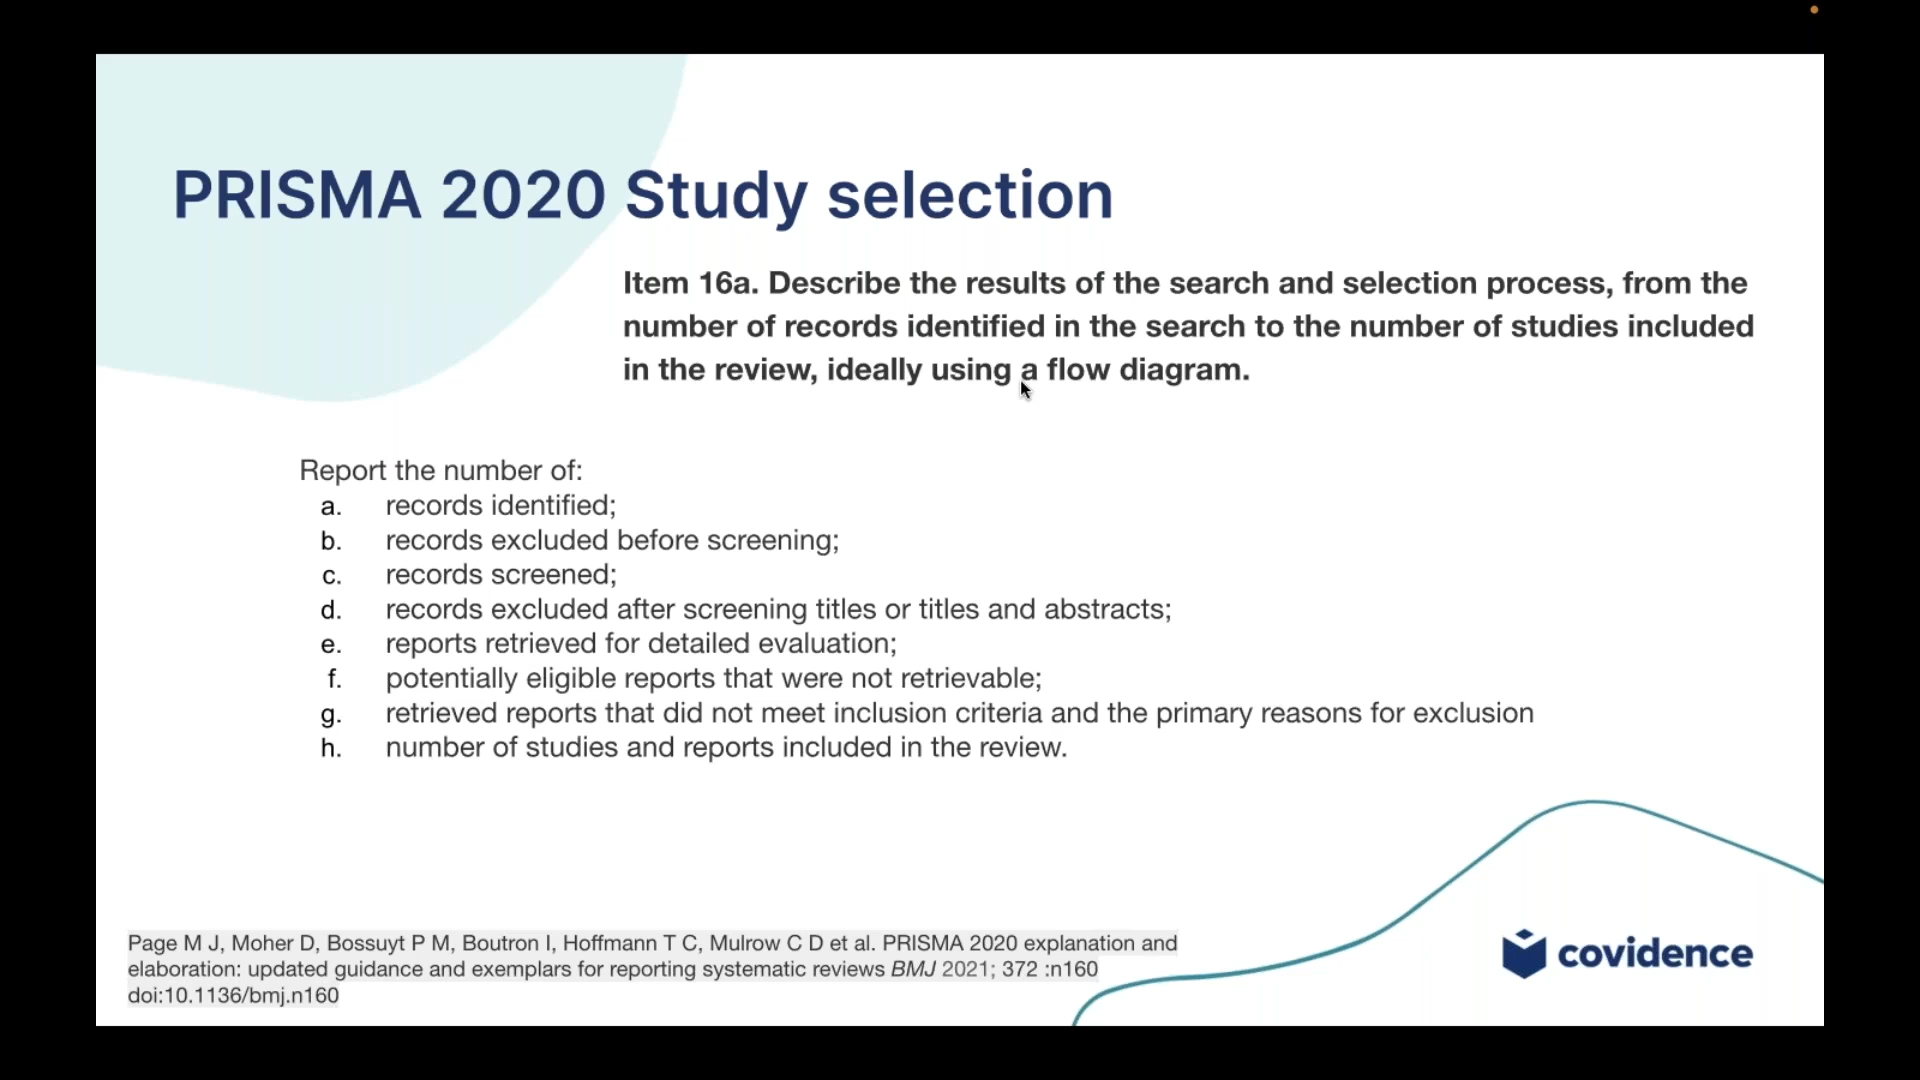 PRISMA 2020 Study selection
Item 16a. Describe the results of the search and selection process, from the
number of records identified in the search to the number of studies included
in the review, ideally using a flow diagram.
Report the number of:
a. records identified;
b. records excluded before screening;
c. records screened;
d. records excluded after screening titles or titles and abstracts;
e. reports retrieved for detailed evaluation;
f. potentially eligible reports that were not retrievable;
g. retrieved reports that did not meet inclusion criteria and the primary reasons for exclusion
h. number of studies and reports included in the review.
Page M J, Moher D, Bossuyt P M, Boutron I, Hoffmann T C, Mulrow C D et al. PRISMA 2020 explanation and
elaboration: updated guidance and exemplars for reporting systematic reviews BMJ 2021; 372 :n160
doi:10.1136/bmj.n160
covidence